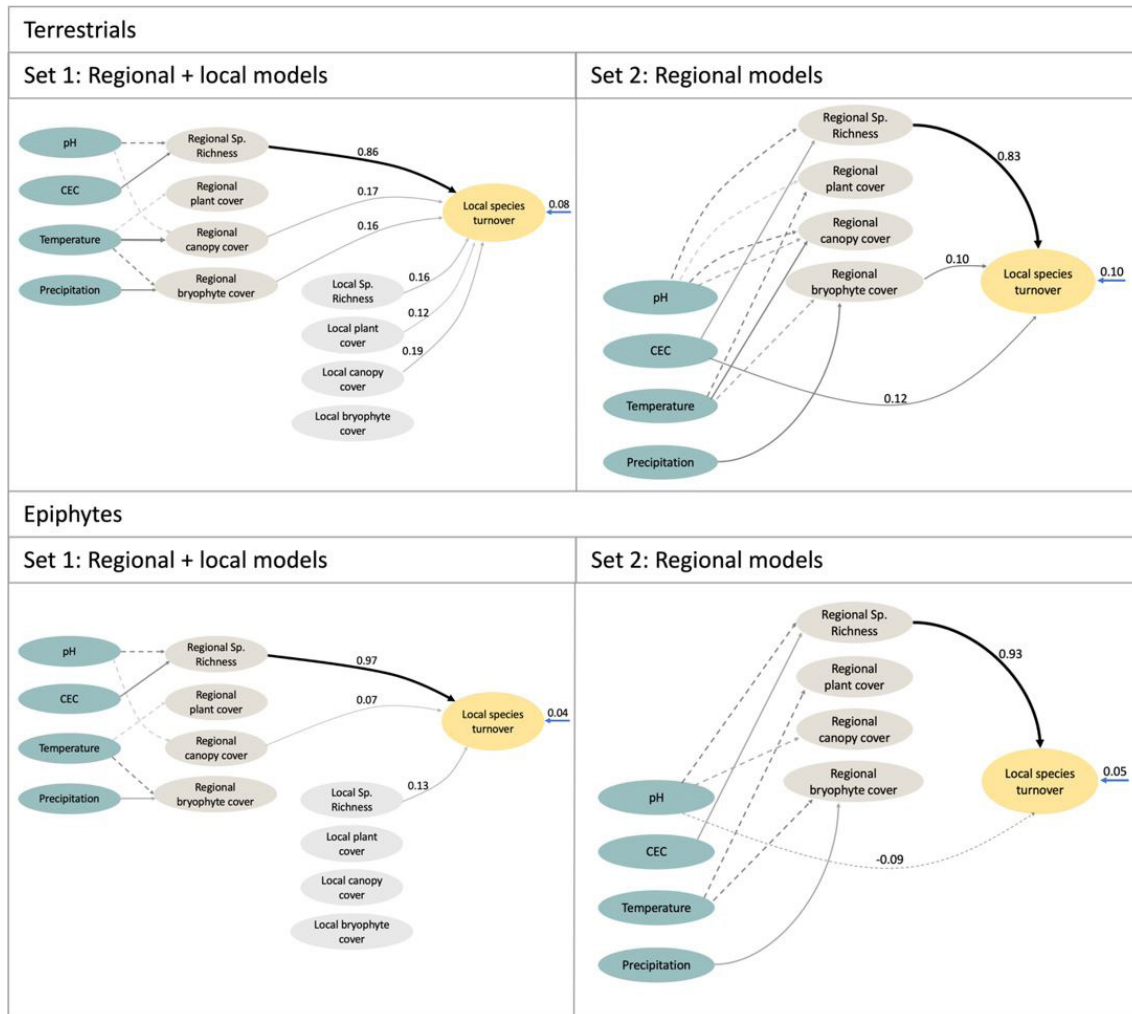 Terrestrials
Set 1: Regional + local models
Set 2: Regional models
pH
CEC
Temperature
Precipitation
Regional Sp.
Richness
Regional
plant cover
Regional
canopy cover
Regional
bryophyte cover
Local Sp.
Richness
Local plant
cover
Local canopy
cover
Local bryophyte
cover
0.86
0.17
0.16
0.16
0.12
0.19
Local species
turnover
0.08
Regional Sp.
Richness
Regional
plant cover
Regional
canopy cover
Regional
bryophyte cover
pH
CEC
Temperature
Precipitation
0.83
0.10
0.12
Local species
turnover
0.10
Epiphytes
Set 1: Regional + local models
Set 2: Regional models
pH
CEC
Temperature
Precipitation
Regional Sp.
Richness
Regional
plant cover
Regional
canopy cover
Regional
bryophyte cover
Local Sp.
Richness
Local plant
cover
Local canopy
cover
Local bryophyte
cover
0.97
0.07
0.13
Local species
turnover
0.04
Regional Sp.
Richness
Regional
plant cover
Regional
canopy cover
Regional
bryophyte cover
pH
CEC
Temperature
Precipitation
0.93
-0.09
Local species
turnover
0.05